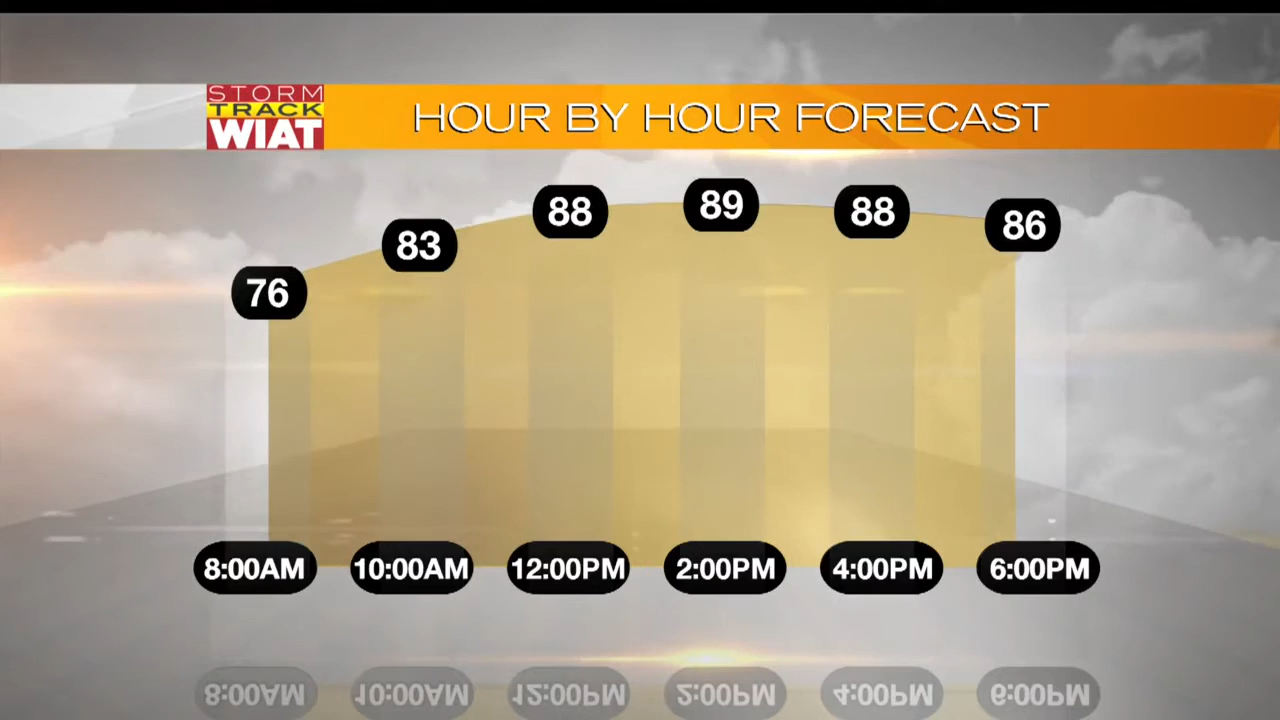 STORM
TRACK
WIAT
HOUR BY HOUR FORECAST
76
83
88
89
88
86
8:00AM
10:00AM
12:00PM
2:00PM
4:00PM
6:00PM